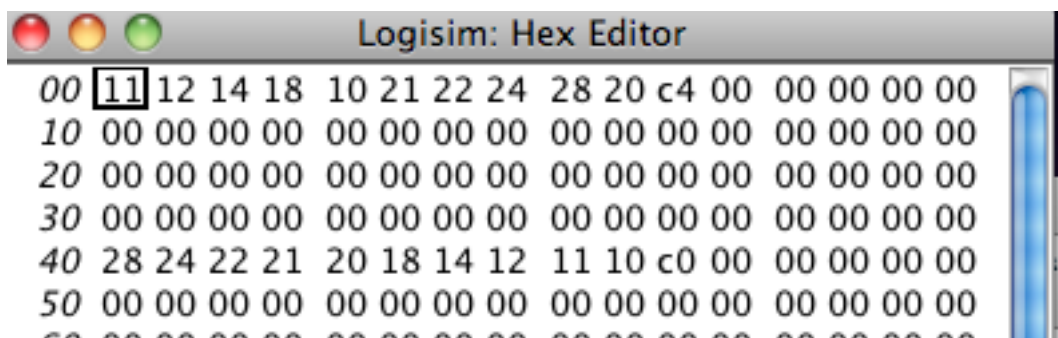 Logisim: Hex Editor
00 11 12 14 18 10 21 22 24 28 20 c4 00 00 00 00 00
10 00 00 00 00 00 00 00 00 00 00 00 00 00 00 00 00
20 00 00 00 00 00 00 00 00 00 00 00 00 00 00 00 00
30 00 00 00 00 00 00 00 00 00 00 00 00 00 00 00 00
40 28 24 22 21 20 18 14 12 11 10 c0 00 00 00 00 00
50 00 00 00 00 00 00 00 00 00 00 00 00 00 00 00 00